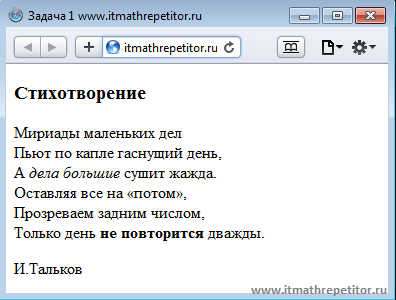 Задача 1 www.itmathrepetitor.ru
itmathrepetitor.ru
Стихотворение
Мириады маленьких дел
Пьют по капле гаснущий день,
А дела большие сушит жажда.
Оставляя все на «потом»,
Прозреваем задним числом,
Только день не повторится дважды.
И.Тальков
www.itmathrepetitor.ru